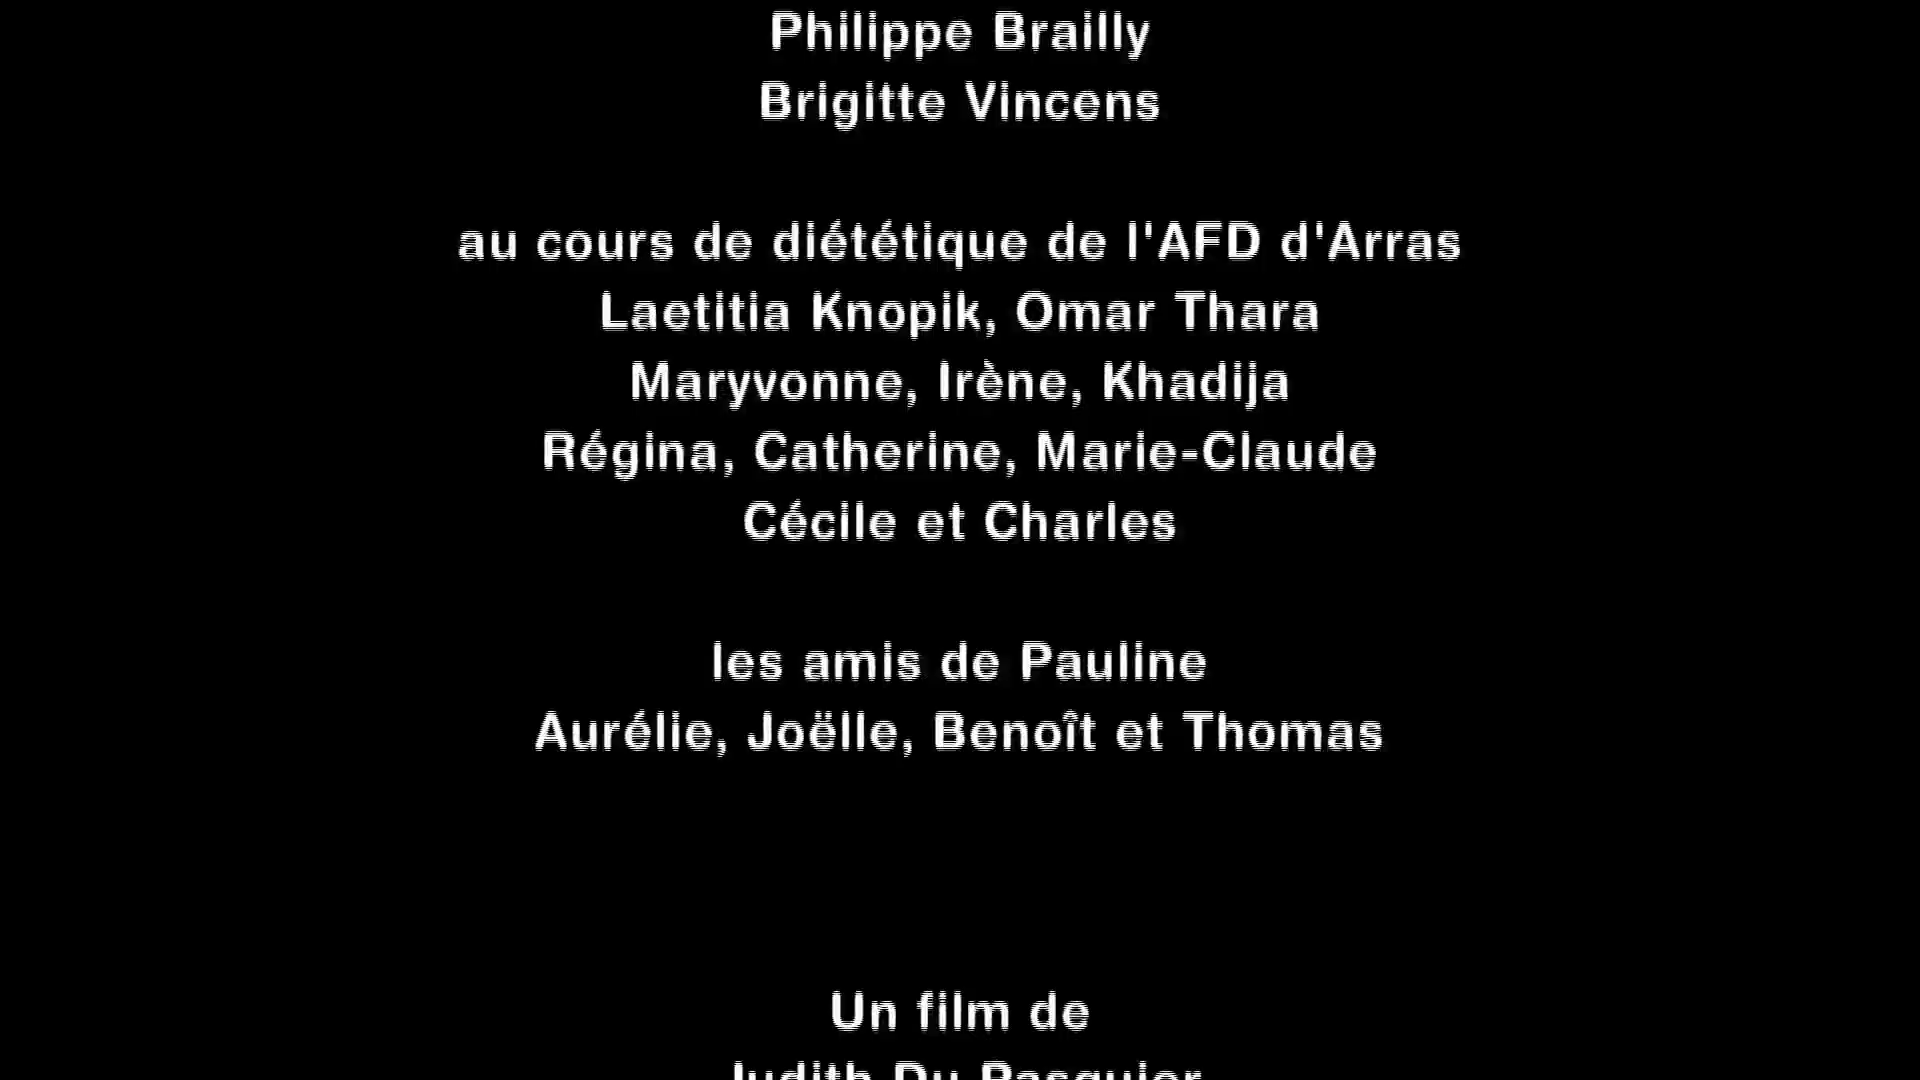 Philippe Brailly
Brigitte Vincens
au cours de diététique de l'AFD d'Arras
Laetitia Knopik, Omar Thara
Maryvonne, Irène, Khadija
Régina, Catherine, Marie-Claude
Cécile et Charles
les amis de Pauline
Aurélie, Joëlle, Benoît et Thomas
Un film de
Judith Du Pasquier